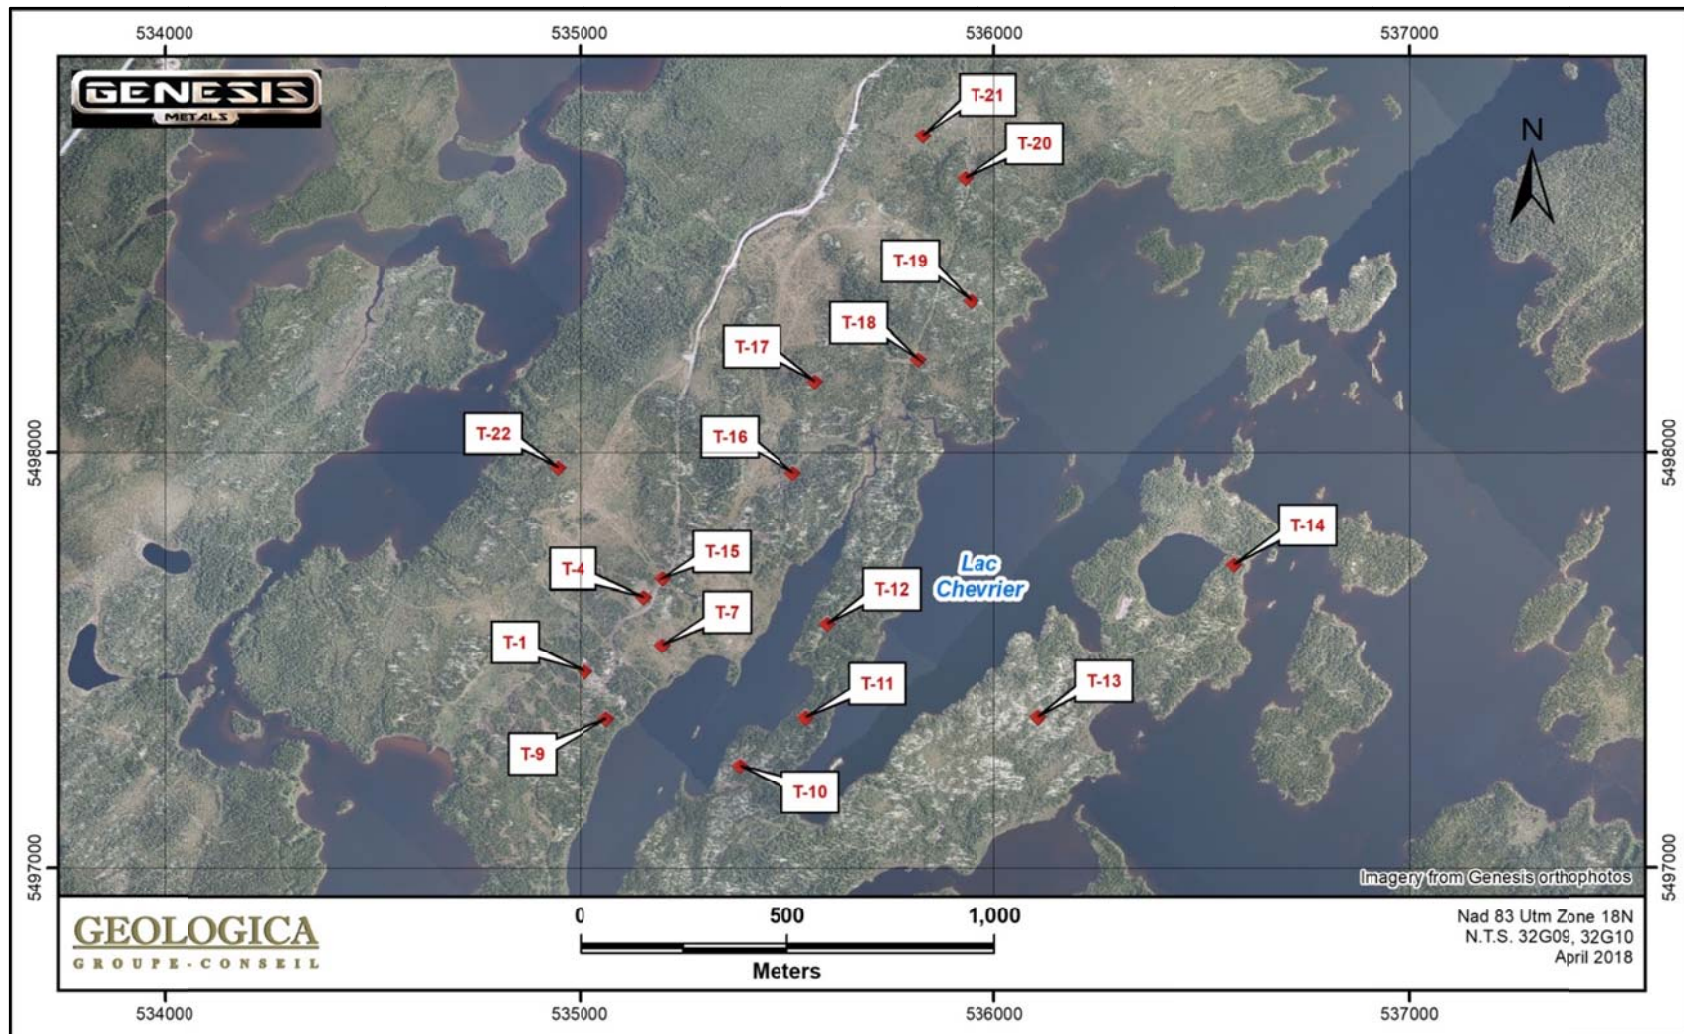 534000
535000
536000
537000
GENESIS
METALS
N
T-21
T-20
T-19
T-18
T-17
T-22
T-16
T-14
T-15
T-4
Lac
Chevrier
T-12
T-7
T-1
T-11
T-13
T-9
T-10
5498000
5498000
5497000
5497000
Imagery from Genesis orthophotos
GEOLOGICA
GROUPE-CONSEIL
0
500
1,000
Meters
Nad 83 Utm Zone 18N
N.T.S. 32G09, 32G10
April 2018
534000
535000
536000
537000